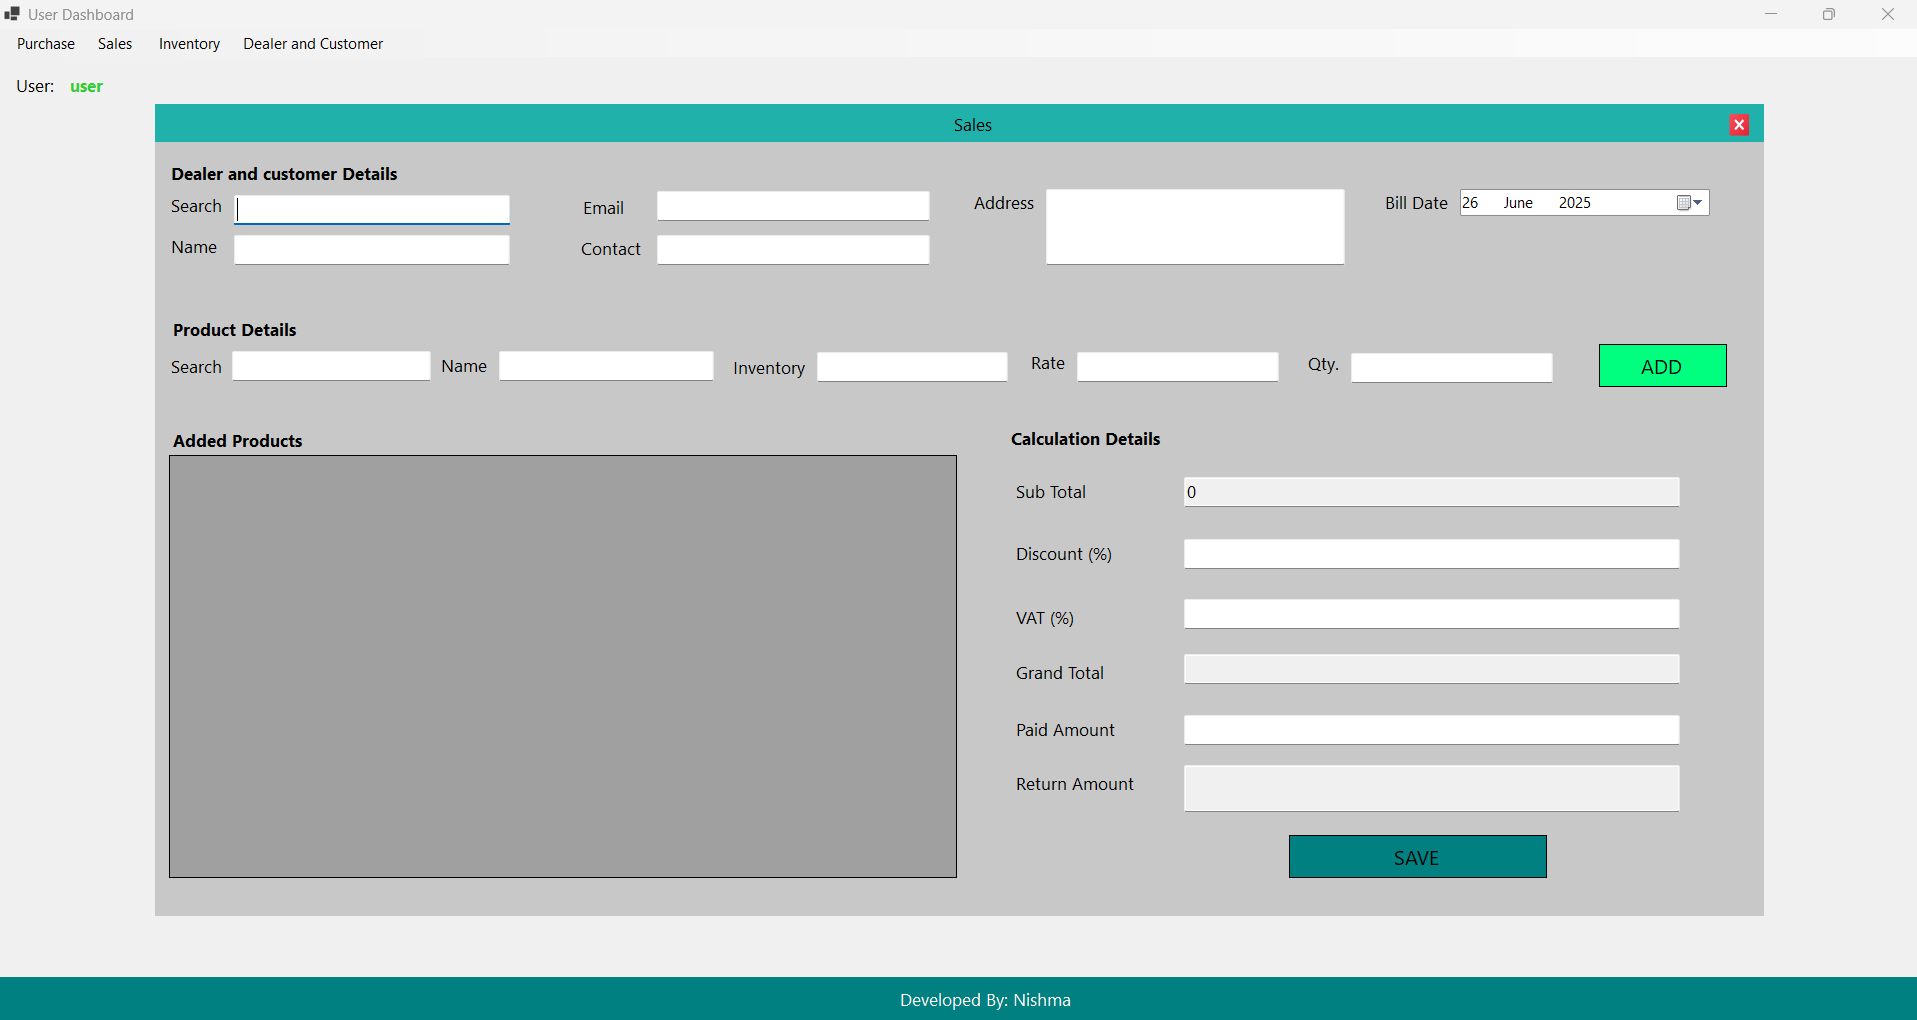 User Dashboard
Purchase Sales Inventory Dealer and Customer
User: user
Sales
Dealer and customer Details
Search Email Address Bill Date 26 June 2025
Name Contact
Product Details
Search Name Inventory Rate Qty. ADD
Added Products
Calculation Details
Sub Total 0
Discount (%)
VAT (%)
Grand Total
Paid Amount
Return Amount
SAVE
Developed By: Nishma